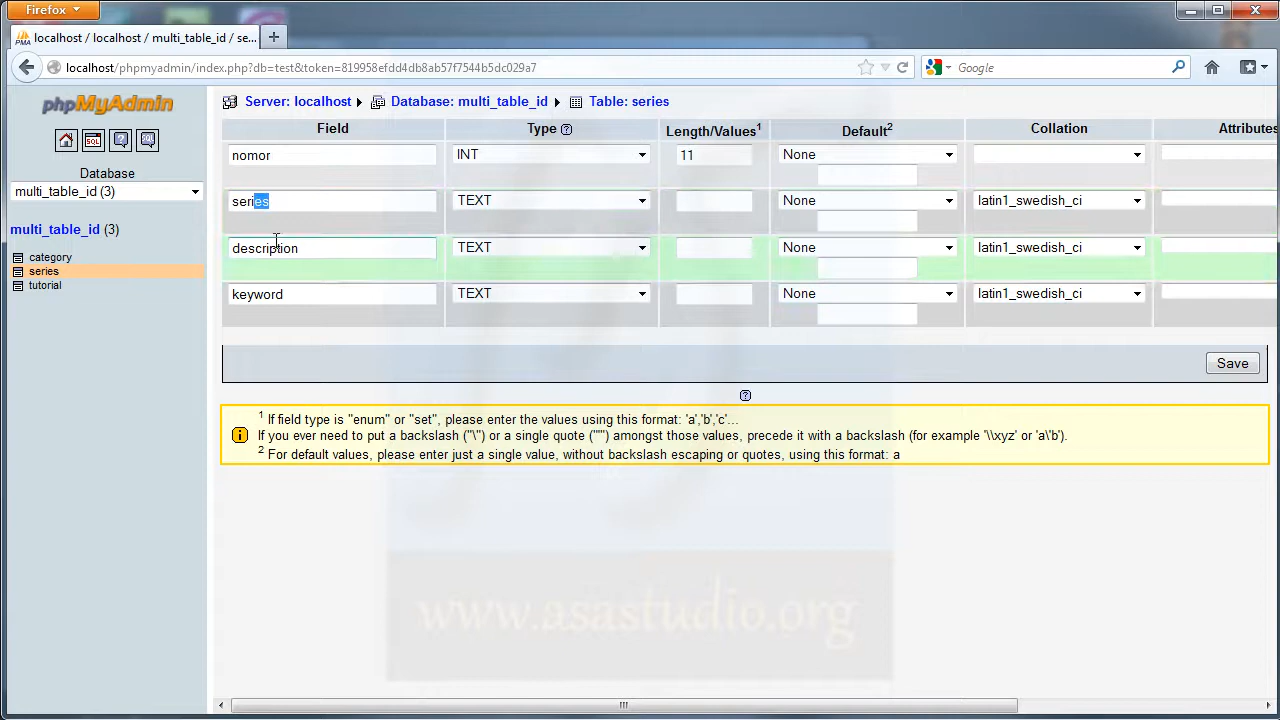 Firefox
localhost / localhost / multi_table_id / se...
localhost/phpmyadmin/index.php?db=test&token=819958efdd4db8ab57f7544b5dc029a7
Google
phpMyAdmin
Server: localhost Database: multi_table_id Table: series
Database
multi_table_id (3)
multi_table_id (3)
category
series
tutorial
Field Type Length/Values1 Default2 Collation Attributes
nomor INT 11 None
series TEXT None latin1_swedish_ci
description TEXT None latin1_swedish_ci
keyword TEXT None latin1_swedish_ci
Save
1 If field type is "enum" or "set", please enter the values using this format: 'a','b','c'...
If you ever need to put a backslash ("\") or a single quote ("'") amongst those values, precede it with a backslash (for example '\\xyz' or 'a\'b').
2 For default values, please enter just a single value, without backslash escaping or quotes, using this format: a
www.asastudio.org